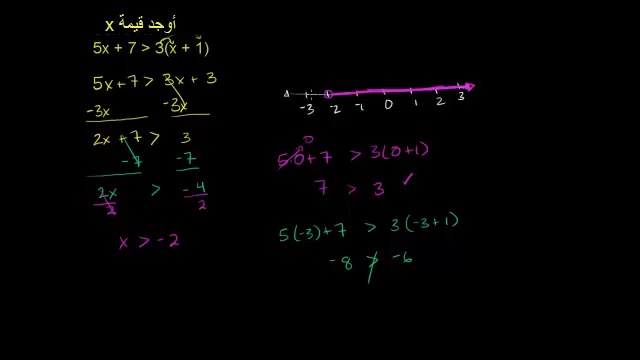 أوجد قيمة x
5x + 7 > 3(x + 1)
5x + 7 > 3x + 3
-3x -3x
2x + 7 > 3
-7 -7
2x > -4
2 2
x > -2
-3 -2 -1 0 1 2 3
0
5·0 + 7 > 3(0+1)
7 > 3 ✓
5(-3) + 7 > 3(-3+1)
-8 ≯ -6